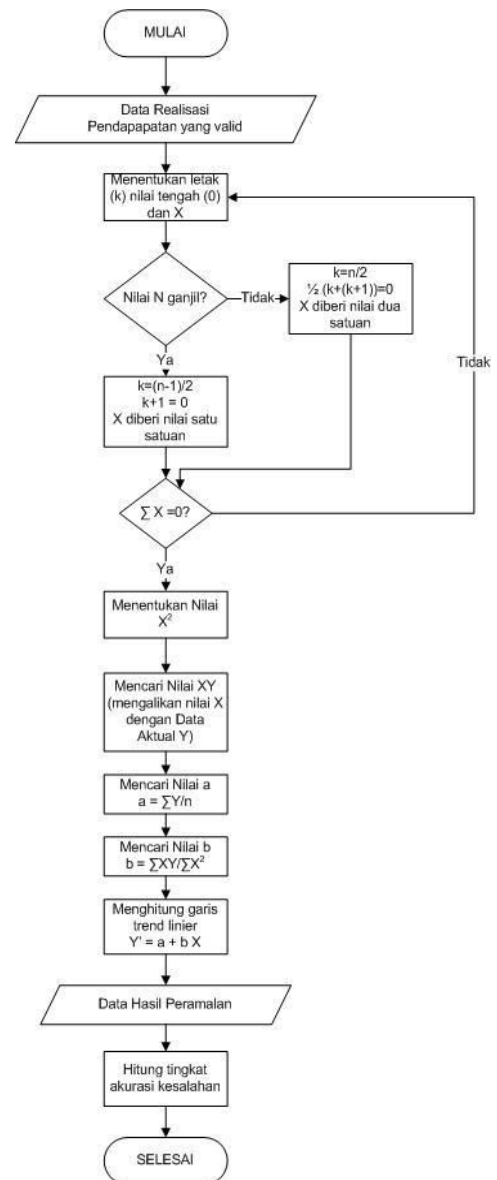 MULAI
Data Realisasi
Pendapapatan yang valid
Menentukan letak
(k) nilai tengah (0)
dan X
Nilai N ganjil?
Tidak
k=n/2
½ (k+(k+1))=0
X diberi nilai dua
satuan
Tidak
Ya
k=(n-1)/2
k+1 = 0
X diberi nilai satu
satuan
∑ X =0?
Ya
Menentukan Nilai
X²
Mencari Nilai XY
(mengalikan nilai X
dengan Data
Aktual Y)
Mencari Nilai a
a = ∑Y/n
Mencari Nilai b
b = ∑XY/∑X²
Menghitung garis
trend linier
Y' = a + b X
Data Hasil Peramalan
Hitung tingkat
akurasi kesalahan
SELESAI